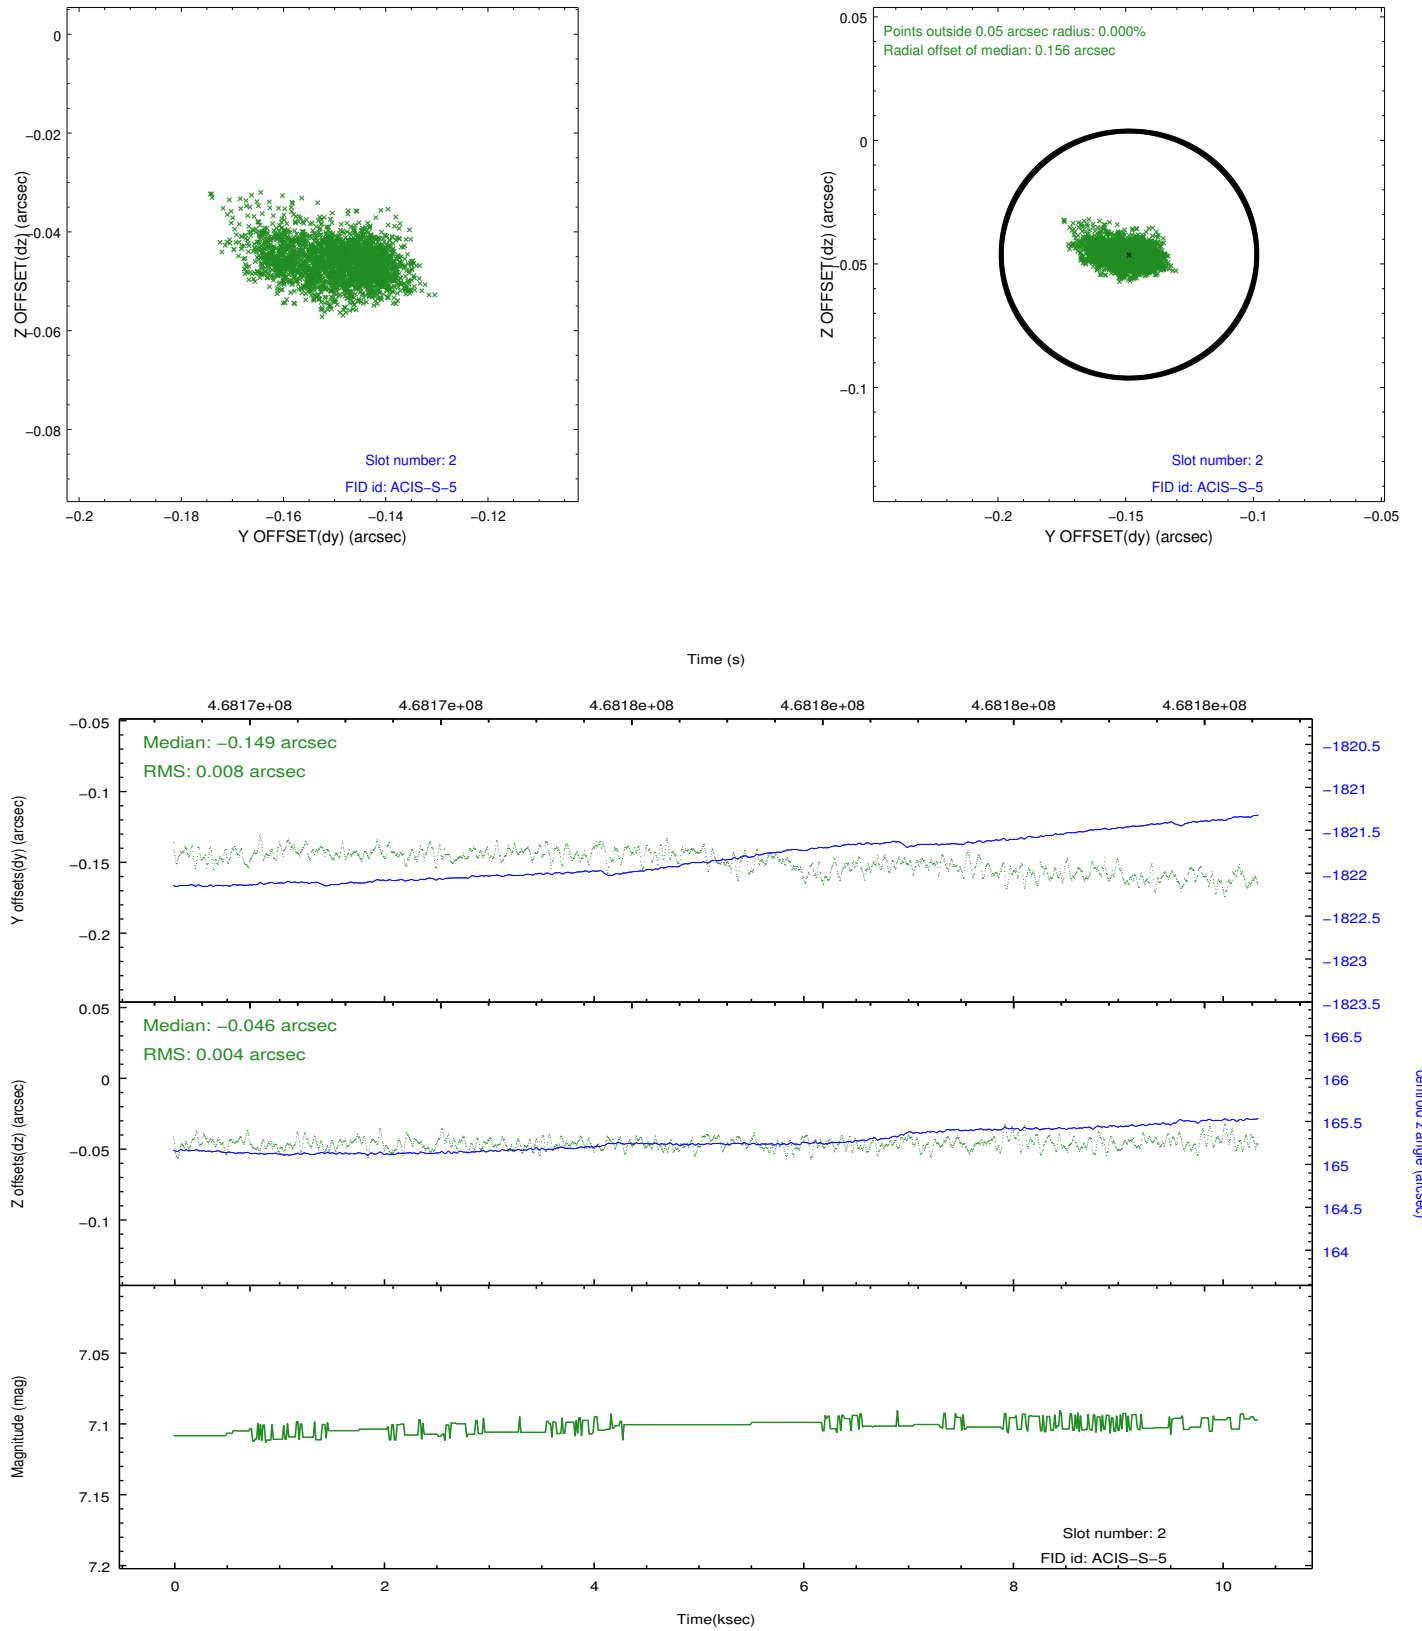 0
−0.02
−0.04
−0.06
−0.08
Z OFFSET(dz) (arcsec)
Slot number: 2
FID id: ACIS−S−5
−0.2 −0.18 −0.16 −0.14 −0.12
Y OFFSET(dy) (arcsec)
0.05
0
−0.05
−0.1
Z OFFSET(dz) (arcsec)
Points outside 0.05 arcsec radius: 0.000%
Radial offset of median: 0.156 arcsec
Slot number: 2
FID id: ACIS−S−5
−0.2 −0.15 −0.1 −0.05
Y OFFSET(dy) (arcsec)
Time (s)
4.6817e+08 4.6817e+08 4.6818e+08 4.6818e+08 4.6818e+08 4.6818e+08
−0.05
−0.1
−0.15
−0.2
Y offsets(dy) (arcsec)
Median: −0.149 arcsec
RMS: 0.008 arcsec
−1820.5
−1821
−1821.5
−1822
−1822.5
−1823
−1823.5
0.05
0
−0.05
−0.1
Z offsets(dz) (arcsec)
Median: −0.046 arcsec
RMS: 0.004 arcsec
166.5
166
165.5
165
164.5
164
centroid z angle (arcsec)
7.05
7.1
7.15
7.2
Magnitude (mag)
Slot number: 2
FID id: ACIS−S−5
0 2 4 6 8 10
Time(ksec)